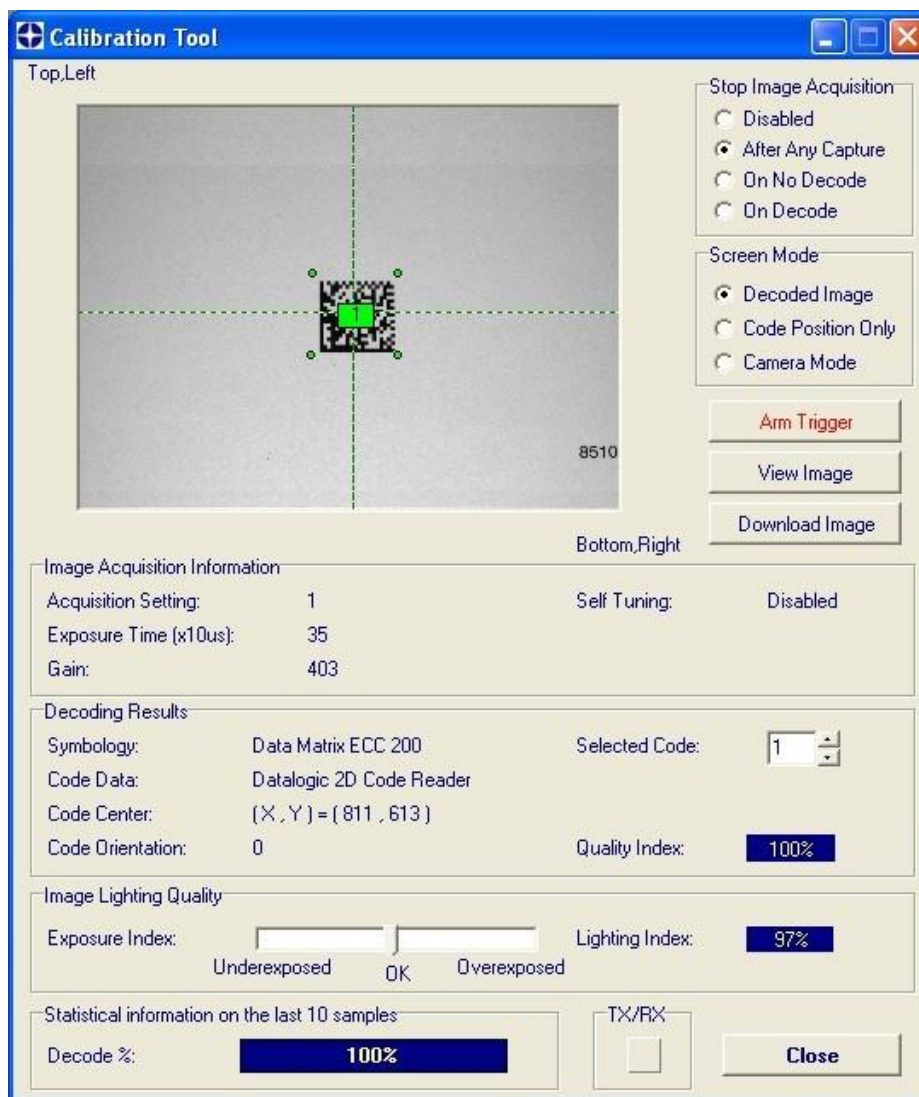 Calibration Tool
Top,Left
1
8510
Bottom,Right
Stop Image Acquisition
Disabled
After Any Capture
On No Decode
On Decode
Screen Mode
Decoded Image
Code Position Only
Camera Mode
Arm Trigger
View Image
Download Image
Image Acquisition Information
Acquisition Setting: 1 Self Tuning: Disabled
Exposure Time (x10us): 35
Gain: 403
Decoding Results
Symbology: Data Matrix ECC 200 Selected Code: 1
Code Data: Datalogic 2D Code Reader
Code Center: ( X , Y ) = ( 811 , 613 )
Code Orientation: 0 Quality Index: 100%
Image Lighting Quality
Exposure Index: Lighting Index: 97%
Underexposed OK Overexposed
Statistical information on the last 10 samples
Decode %: 100%
TX/RX
Close